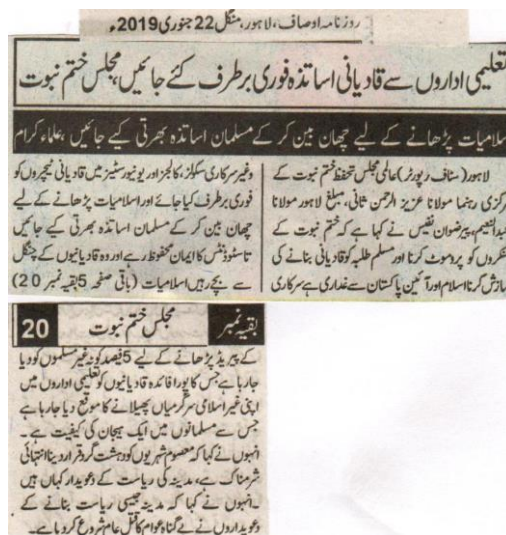 روزنامہ اوصاف، لاہور، منگل 22 جنوری 2019ء
تعلیمی اداروں سے قادیانی اساتذہ فوری برطرف کئے جائیں، مجلس ختم نبوت
سلامیات پڑھانے کے لیے چھان بین کر کے مسلمان اساتذہ بھرتی کیے جائیں، علماء کرام
لاہور (سٹاف رپورٹر) عالمی مجلس تحفظ ختم نبوت کے
مرکزی رہنما مولانا عزیز الرحمن ثانی، مبلغ لاہور مولانا
عبدالنعیم، پیر رضوان نفیس نے کہا ہے کہ ختم نبوت کے
منکروں کو پروموٹ کرنا اور مسلم طلبہ کو قادیانی بنانے کی
سازش کرنا اسلام اور آئین پاکستان سے غداری ہے سرکاری
وغیر سرکاری سکولز، کالجز اور یونیورسٹیز میں قادیانی ٹیچروں کو
فوری برطرف کیا جائے اور اسلامیات پڑھانے کے لیے
چھان بین کر کے مسلمان اساتذہ بھرتی کیے جائیں
تاسٹوڈنٹس کا ایمان محفوظ رہے اور وہ قادیانیوں کے چنگل
سے بچے رہیں اسلامیات (باقی صفحہ 5 بقیہ نمبر 20)
بقیہ نمبر 20 مجلس ختم نبوت
کے پیریڈ پڑھانے کے لیے 5 فیصد کوٹہ غیر مسلموں کو دیا
جارہا ہے جس کا پورا فائدہ قادیانیوں کو تعلیمی اداروں میں
اپنی غیر اسلامی سرگرمیاں پھیلانے کا موقع دیا جارہا ہے
جس سے مسلمانوں میں ایک ہیجان کی کیفیت ہے۔
انہوں نے کہا کہ معصوم شہریوں کو دہشت گرد قرار دینا انتہائی
شرمناک ہے، مدینہ کی ریاست کے دعویدار کہاں ہیں
۔انہوں نے کہا کہ مدینہ جیسی ریاست بنانے کے
دعویداروں نے بے گناہ عوام کا قتل عام شروع کر دیا ہے۔